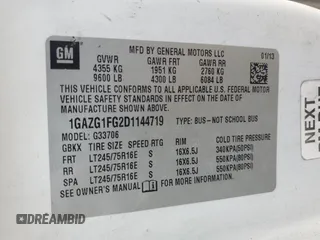 GM
MFD BY GENERAL MOTORS LLC
01/13
GVWR GAWR FRT GAWR RR
4355 KG 1951 KG 2760 KG
9600 LB 4300 LB 6084 LB
THIS VEHICLE CONFORMS TO ALL APPLICABLE U.S. FEDERAL MOTOR VEHICLE SAFETY STANDARDS IN EFFECT ON THE DATE OF MANUFACTURE SHOWN ABOVE.
1GAZG1FG2D1144719 TYPE: BUS—NOT SCHOOL BUS
MODEL: G33706
GBKX TIRE SIZE SPEED RTG RIM COLD TIRE PRESSURE
FRT LT245/75R16E S 16X6.5J 340KPA(50PSI)
RR LT245/75R16E S 16X6.5J 550KPA(80PSI)
SPA LT245/75R16E S 16X6.5J 550KPA(80PSI)
SEE OWNER'S MANUAL
NEXT
DREAMBID